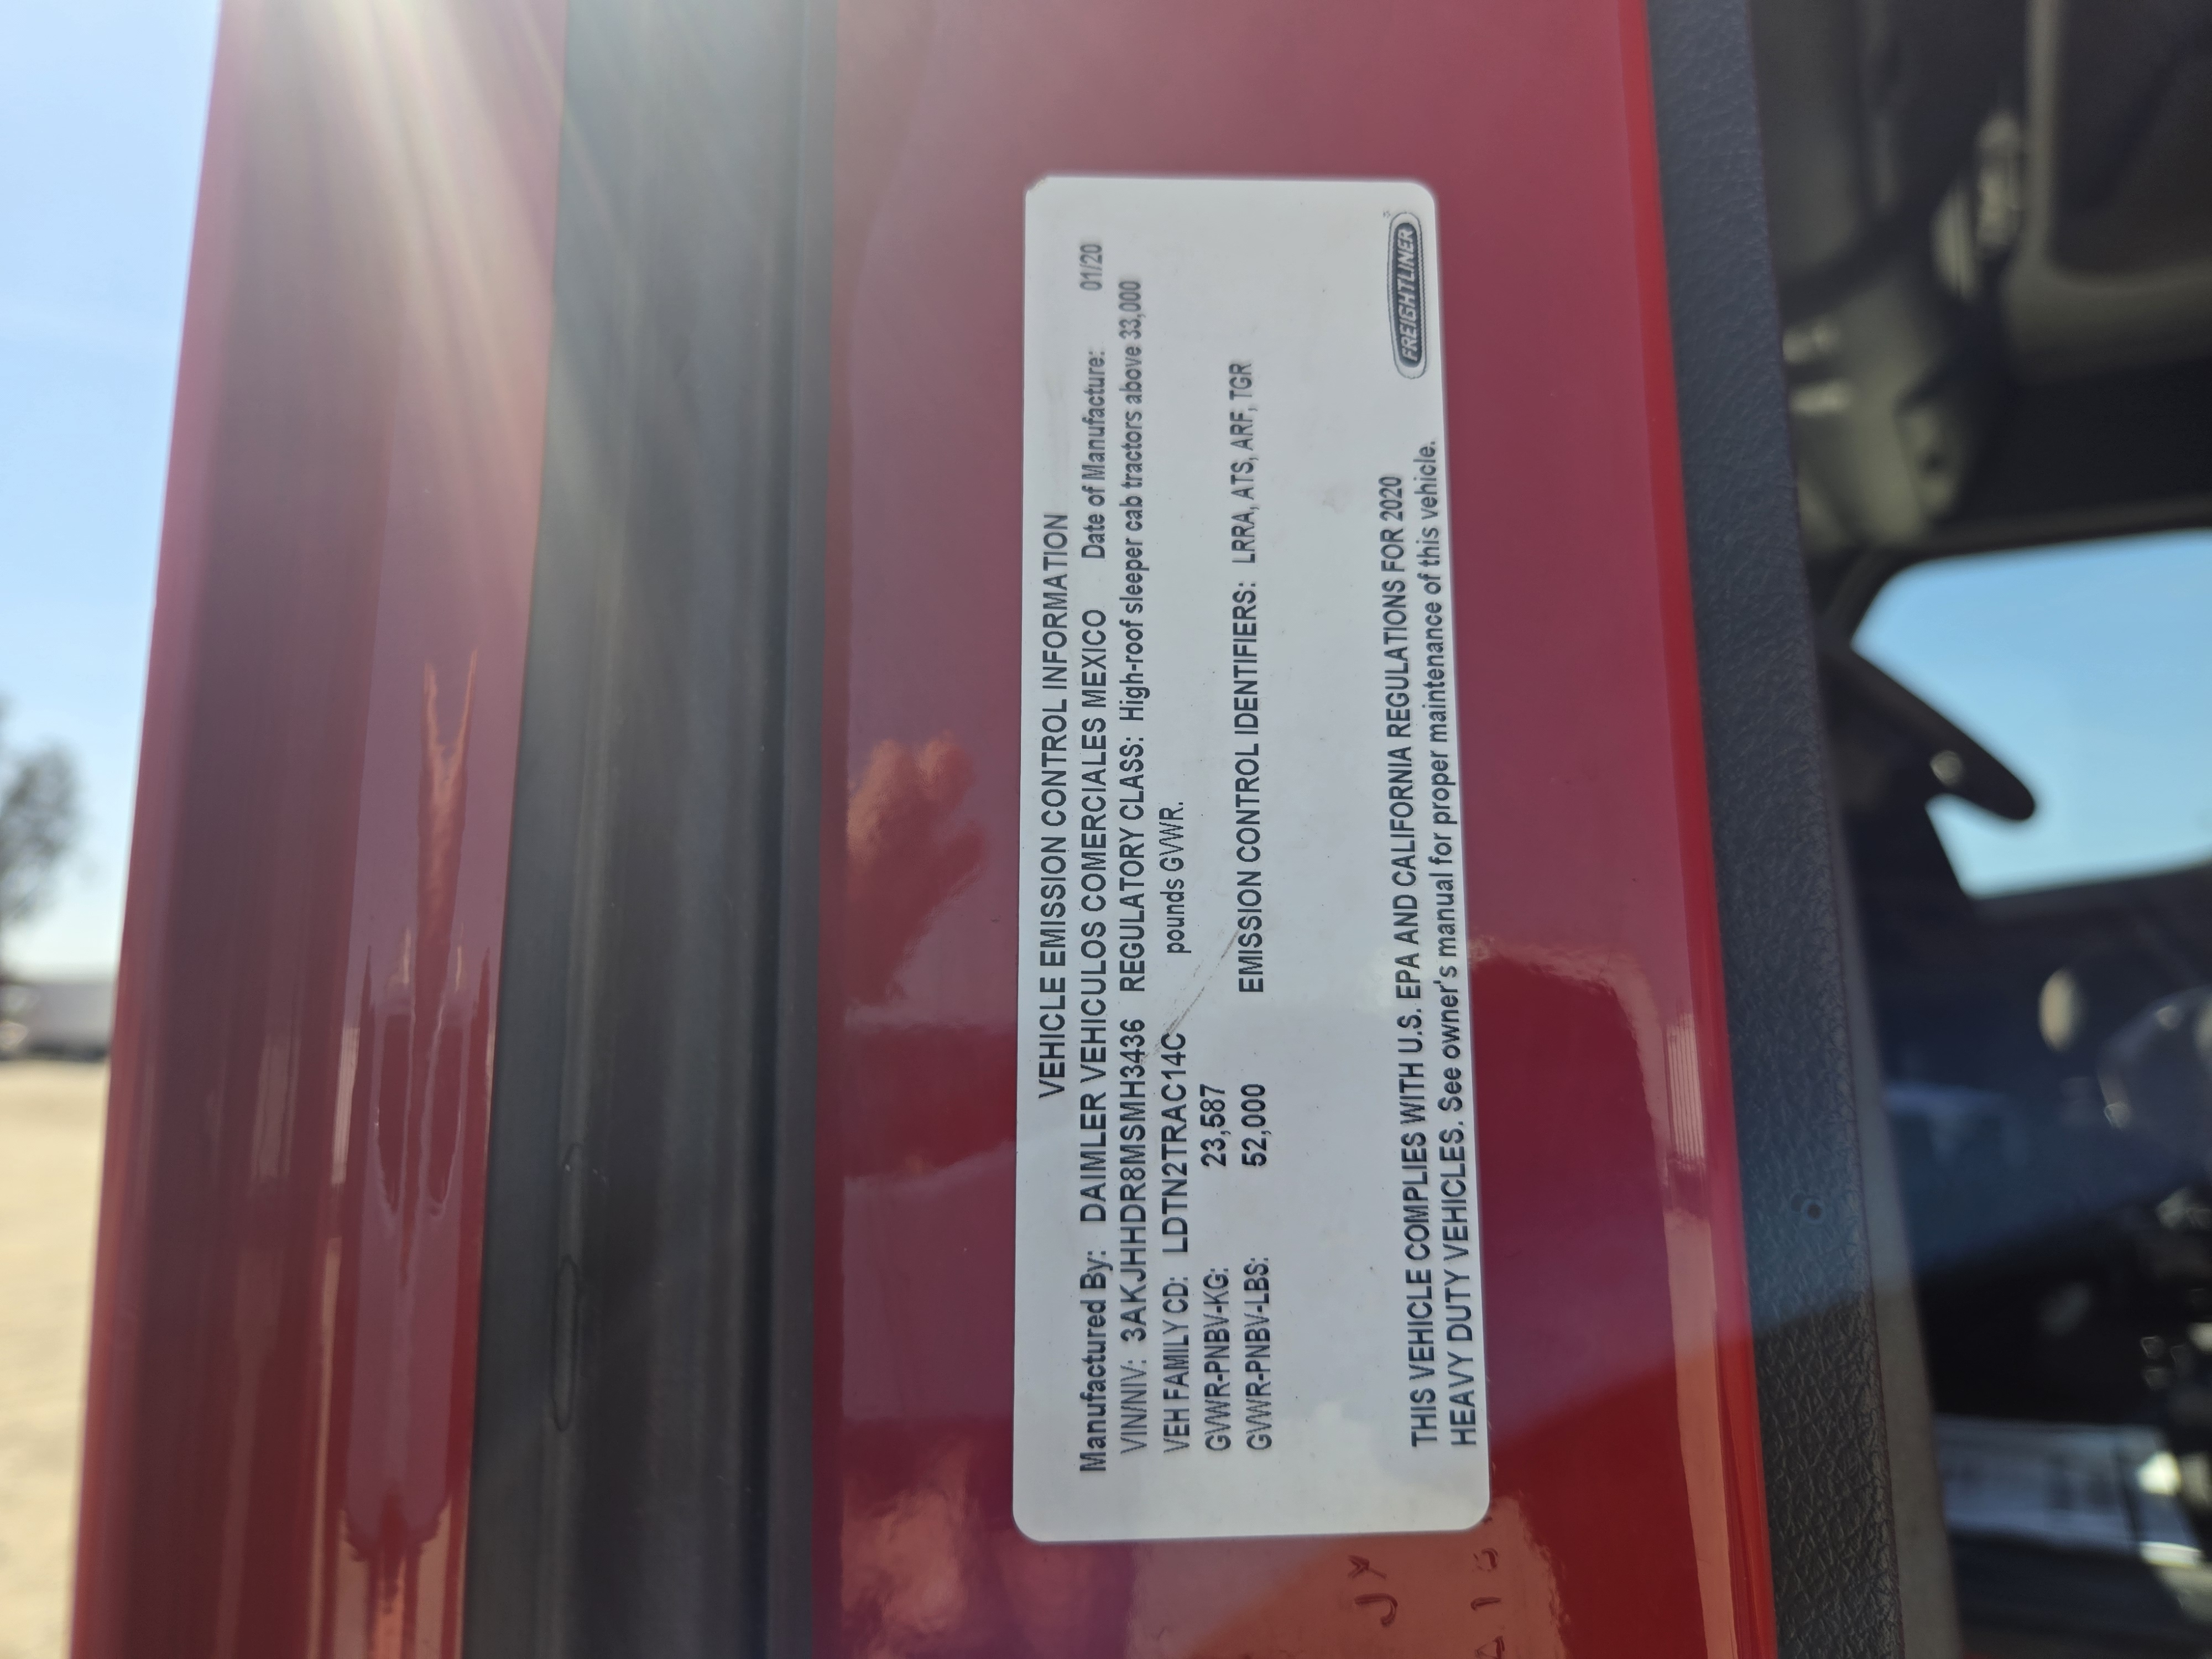 VEHICLE EMISSION CONTROL INFORMATION
Manufactured By: DAIMLER VEHICULOS COMERCIALES MEXICO Date of Manufacture: 01/20
VIN/NIV: 3AKJHHDR8MSMH3436 REGULATORY CLASS: High-roof sleeper cab tractors above 33,000
VEH FAMILY CD: LDTN2TRAC14C pounds GVWR.
GVWR-PNBV-KG: 23,587
GVWR-PNBV-LBS: 52,000 EMISSION CONTROL IDENTIFIERS: LRRA, ATS, ARF, TGR
THIS VEHICLE COMPLIES WITH U.S. EPA AND CALIFORNIA REGULATIONS FOR 2020
HEAVY DUTY VEHICLES. See owner's manual for proper maintenance of this vehicle.
FREIGHTLINER